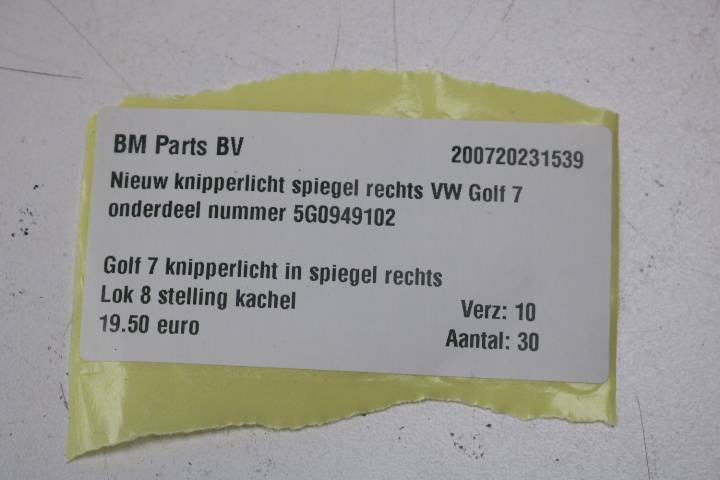 BM Parts BV 200720231539
Nieuw knipperlicht spiegel rechts VW Golf 7
onderdeel nummer 5G0949102
Golf 7 knipperlicht in spiegel rechts
Lok 8 stelling kachel Verz: 10
19.50 euro Aantal: 30